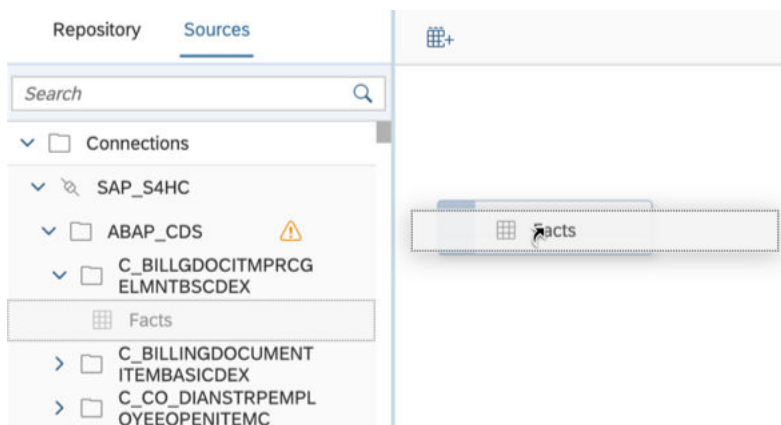 Repository Sources
Search
Connections
SAP_S4HC
ABAP_CDS
C_BILLGDOCITMPRCG
ELMNTBSCDEX
Facts
C_BILLINGDOCUMENT
ITEMBASICDEX
C_CO_DIANSTRPEMPL
OYEEOPENITEMC
Facts